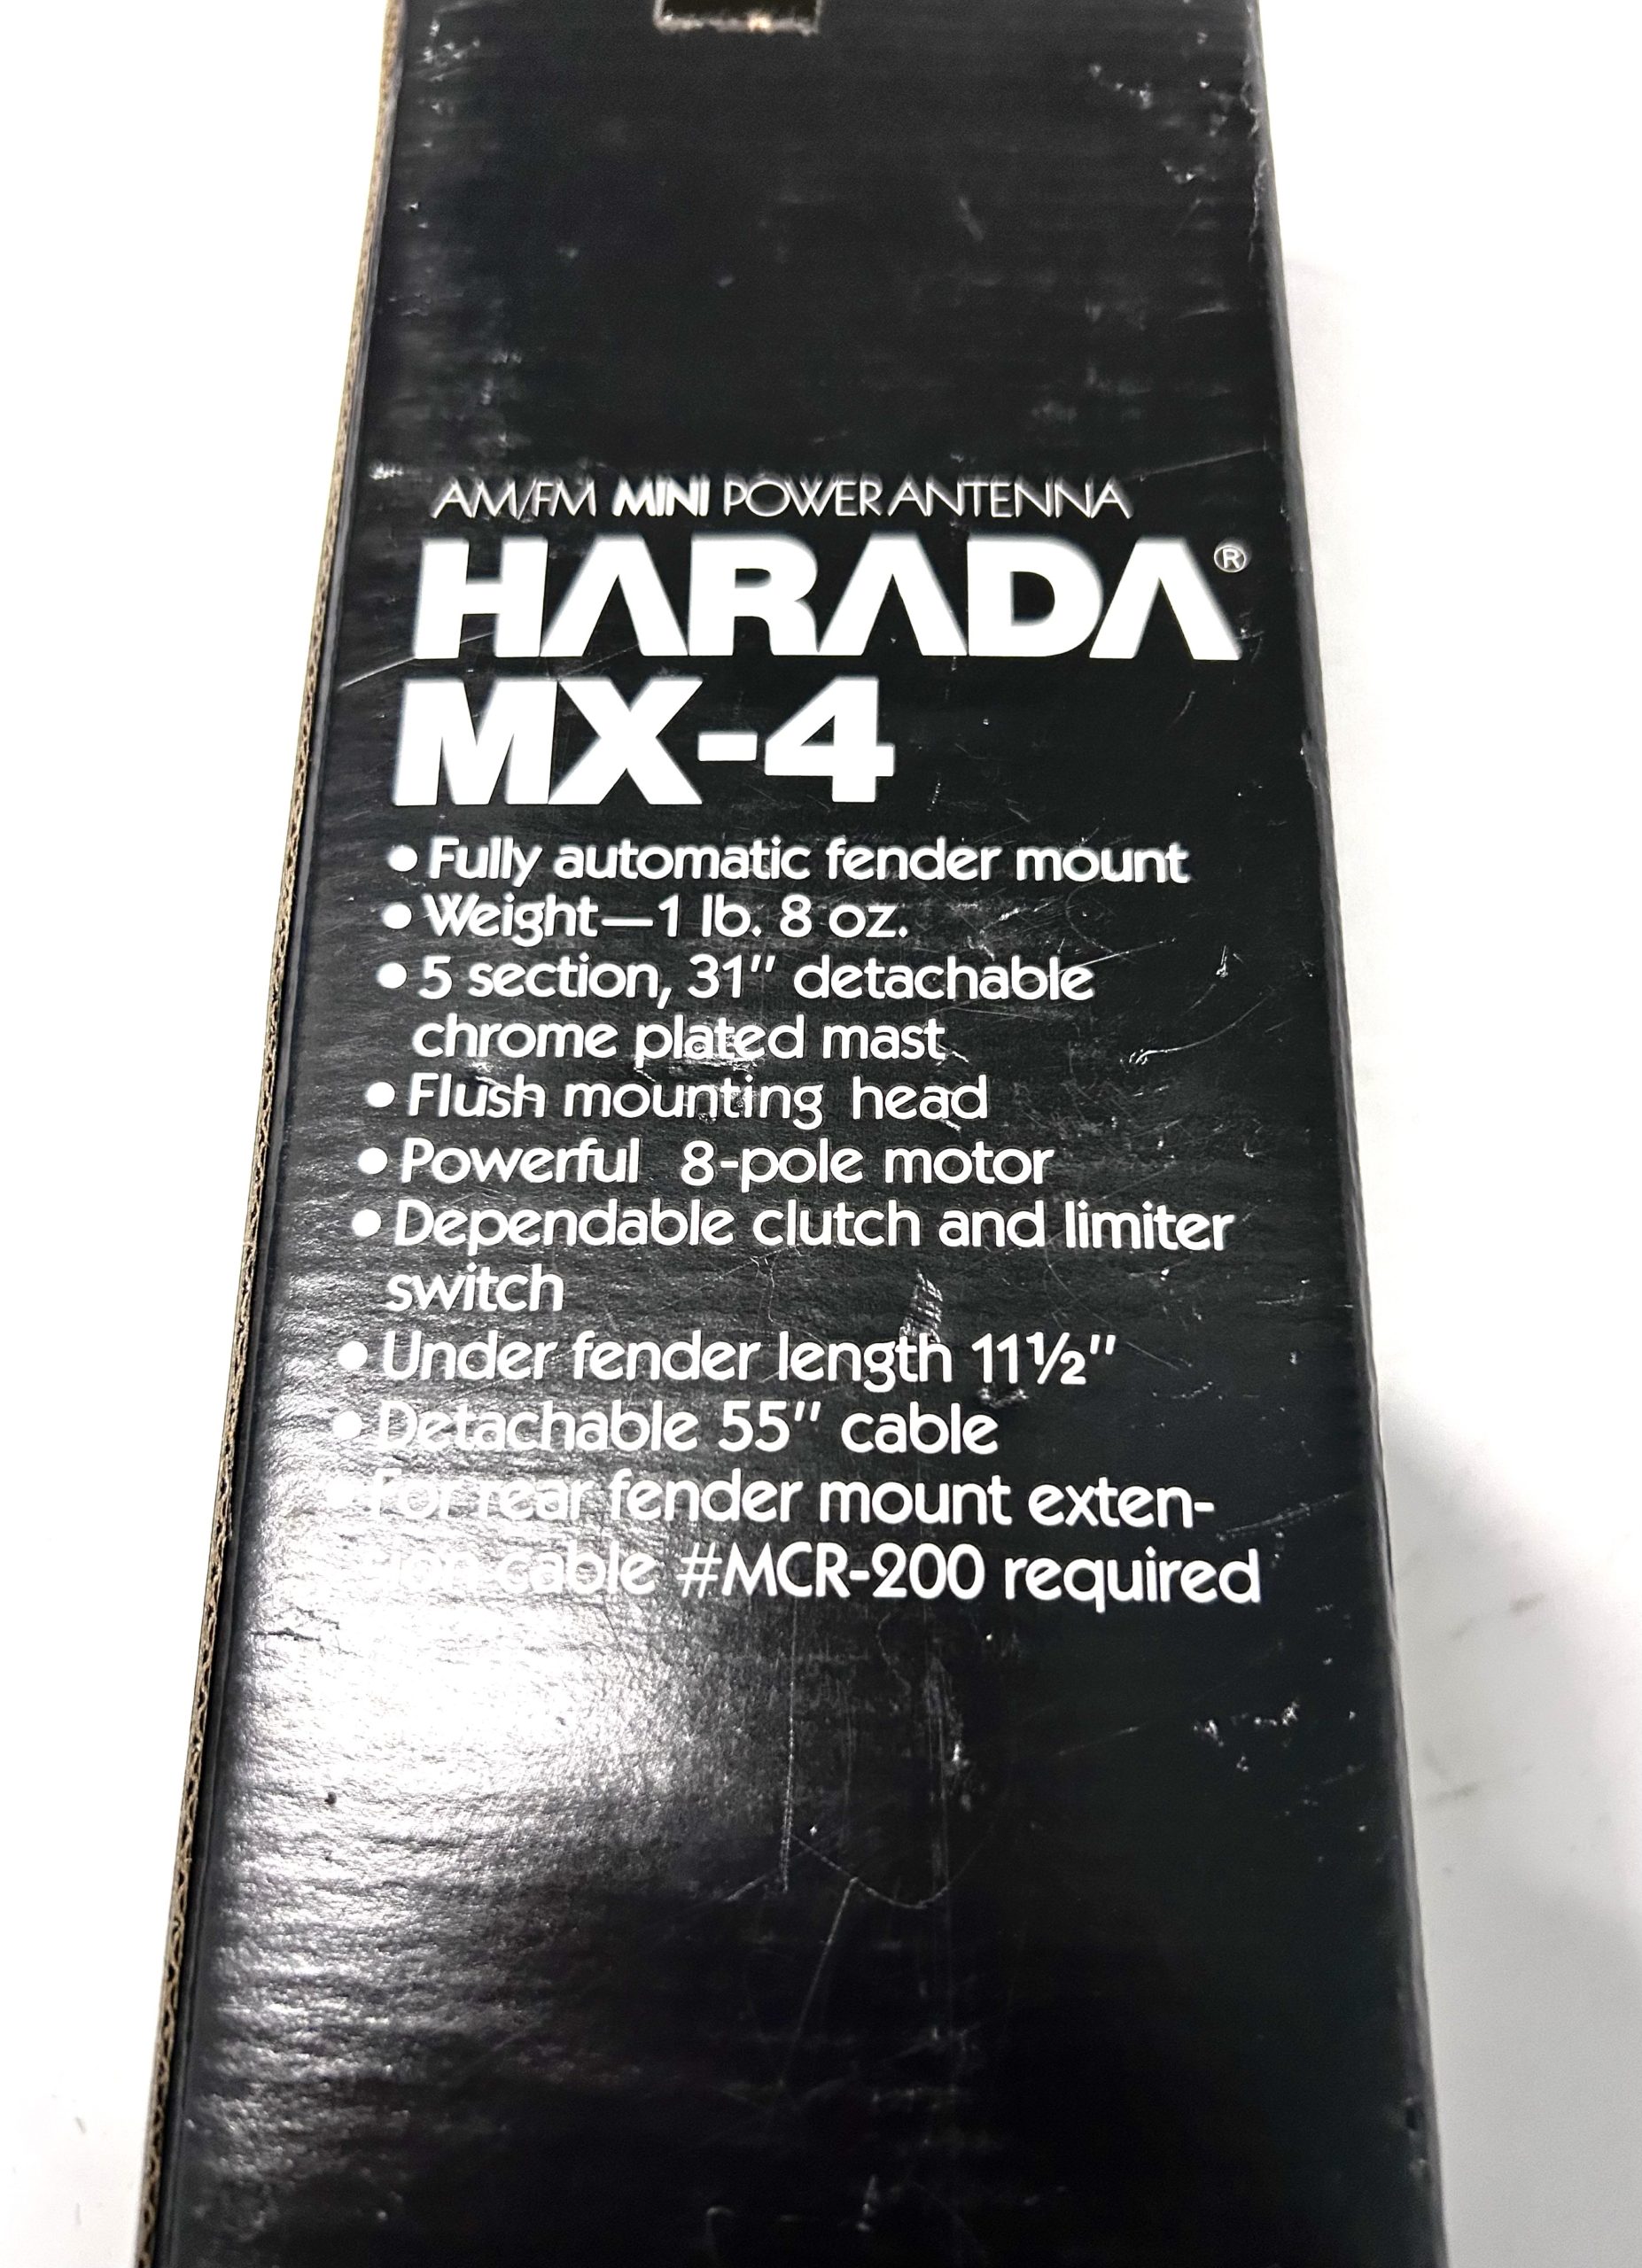 AM/FM MINI POWER ANTENNA
HARADA®
MX-4
• Fully automatic fender mount
• Weight—1 lb. 8 oz.
• 5 section, 31" detachable
chrome plated mast
• Flush mounting head
• Powerful 8-pole motor
• Dependable clutch and limiter
switch
• Under fender length 11½"
• Detachable 55" cable
• For rear fender mount exten-
sion cable #MCR-200 required